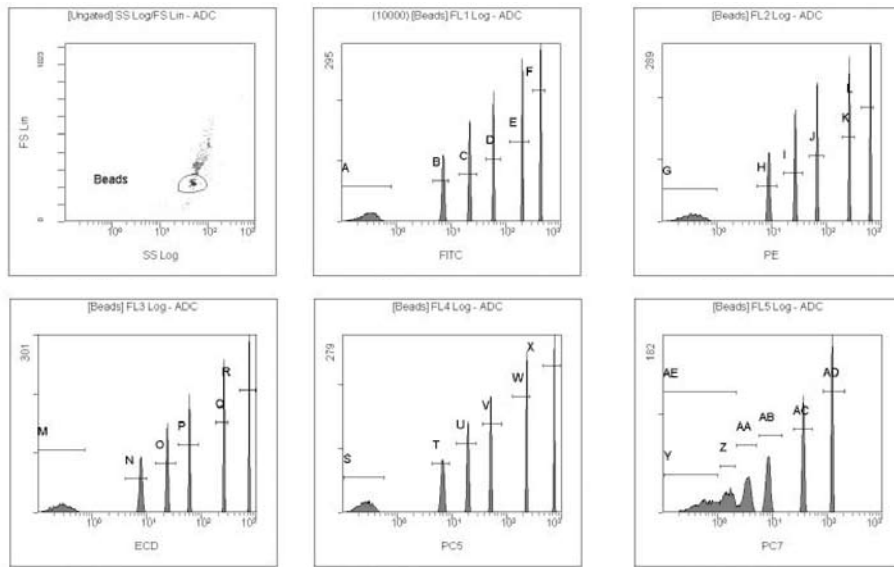 [Ungated] SS Log/FS Lin - ADC
FS Lin
1023
0
Beads
10⁰ 10¹ 10² 10³
SS Log
(10000) [Beads] FL1 Log - ADC
295
A B C D E F
10⁰ 10¹ 10² 10³
FITC
[Beads] FL2 Log - ADC
289
G H I J K L
10⁰ 10¹ 10² 10³
PE
[Beads] FL3 Log - ADC
301
M N O P Q R
10⁰ 10¹ 10² 10³
ECD
[Beads] FL4 Log - ADC
279
S T U V W X
10⁰ 10¹ 10² 10³
PC5
[Beads] FL5 Log - ADC
182
AE
Y Z AA AB AC AD
10⁰ 10¹ 10² 10³
PC7